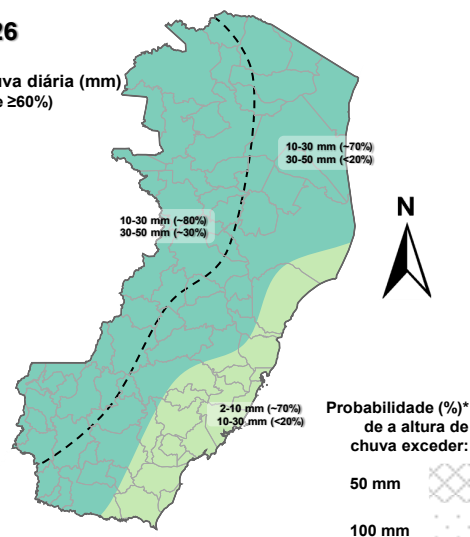 26
uva diária (mm)
e ≥60%)
10-30 mm (~70%)
30-50 mm (<20%)
N
10-30 mm (~80%)
30-50 mm (~30%)
2-10 mm (~70%)
10-30 mm (<20%)
Probabilidade (%)*
de a altura de
chuva exceder:
50 mm
100 mm